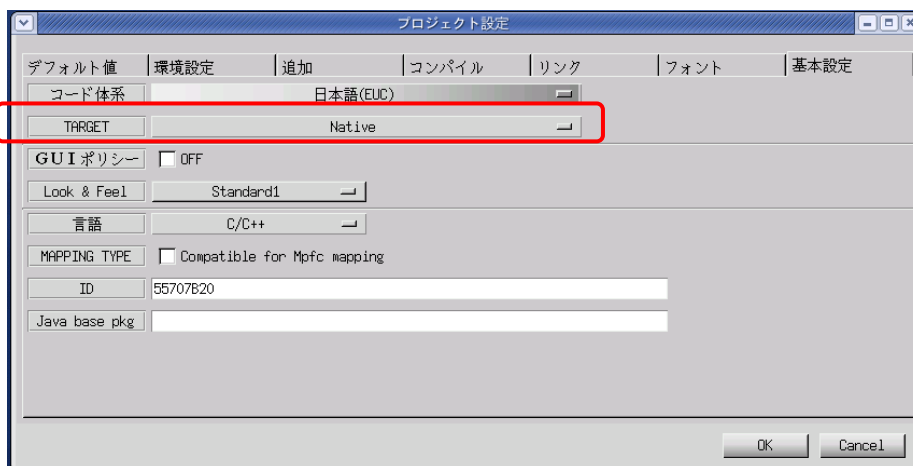 プロジェクト設定
デフォルト値 環境設定 追加 コンパイル リンク フォント 基本設定
コード体系 日本語(EUC)
TARGET Native
GUIポリシー OFF
Look & Feel Standard1
言語 C/C++
MAPPING TYPE Compatible for Mpfc mapping
ID 55707B20
Java base pkg
OK Cancel